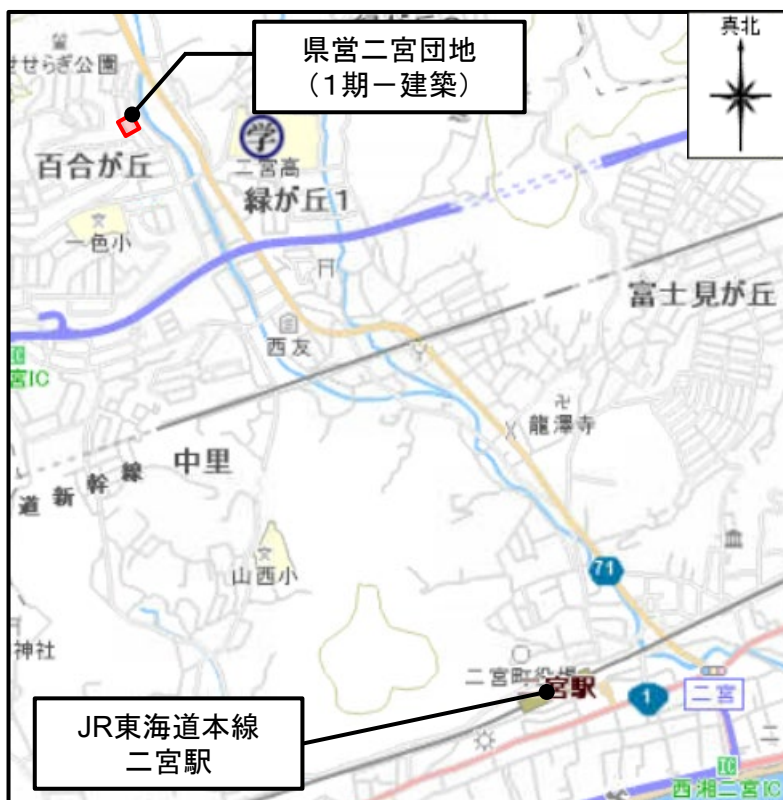 真北
県営二宮団地
（1期－建築）
せせらぎ公園
学
二宮高
百合が丘
緑が丘1
一色小
富士見が丘
西友
IC
宮IC
龍澤寺
中里
道新幹線
山西小
71
神社
二宮町役場
宮駅
1
二宮
JR東海道本線
二宮駅
二
IC
西湘二宮IC